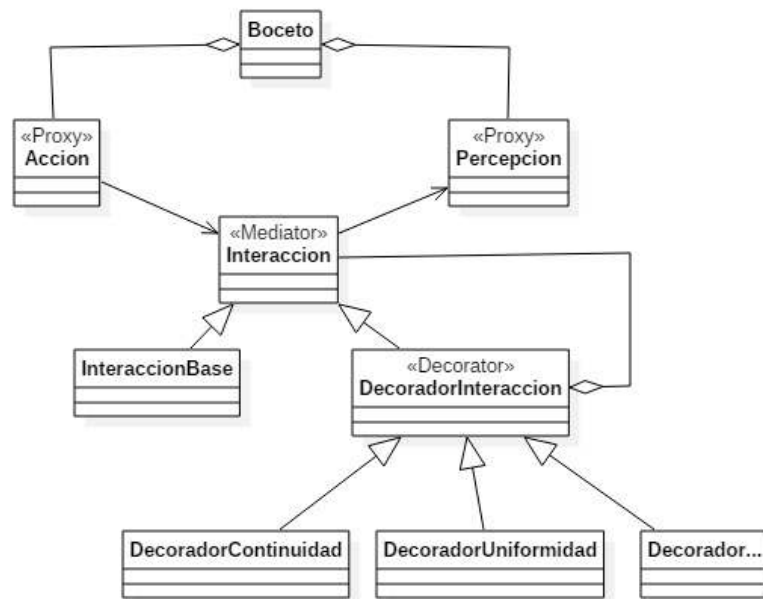 Boceto
«Proxy»
Accion
«Proxy»
Percepcion
«Mediator»
Interaccion
InteraccionBase
«Decorator»
DecoradorInteraccion
DecoradorContinuidad
DecoradorUniformidad
Decorador...